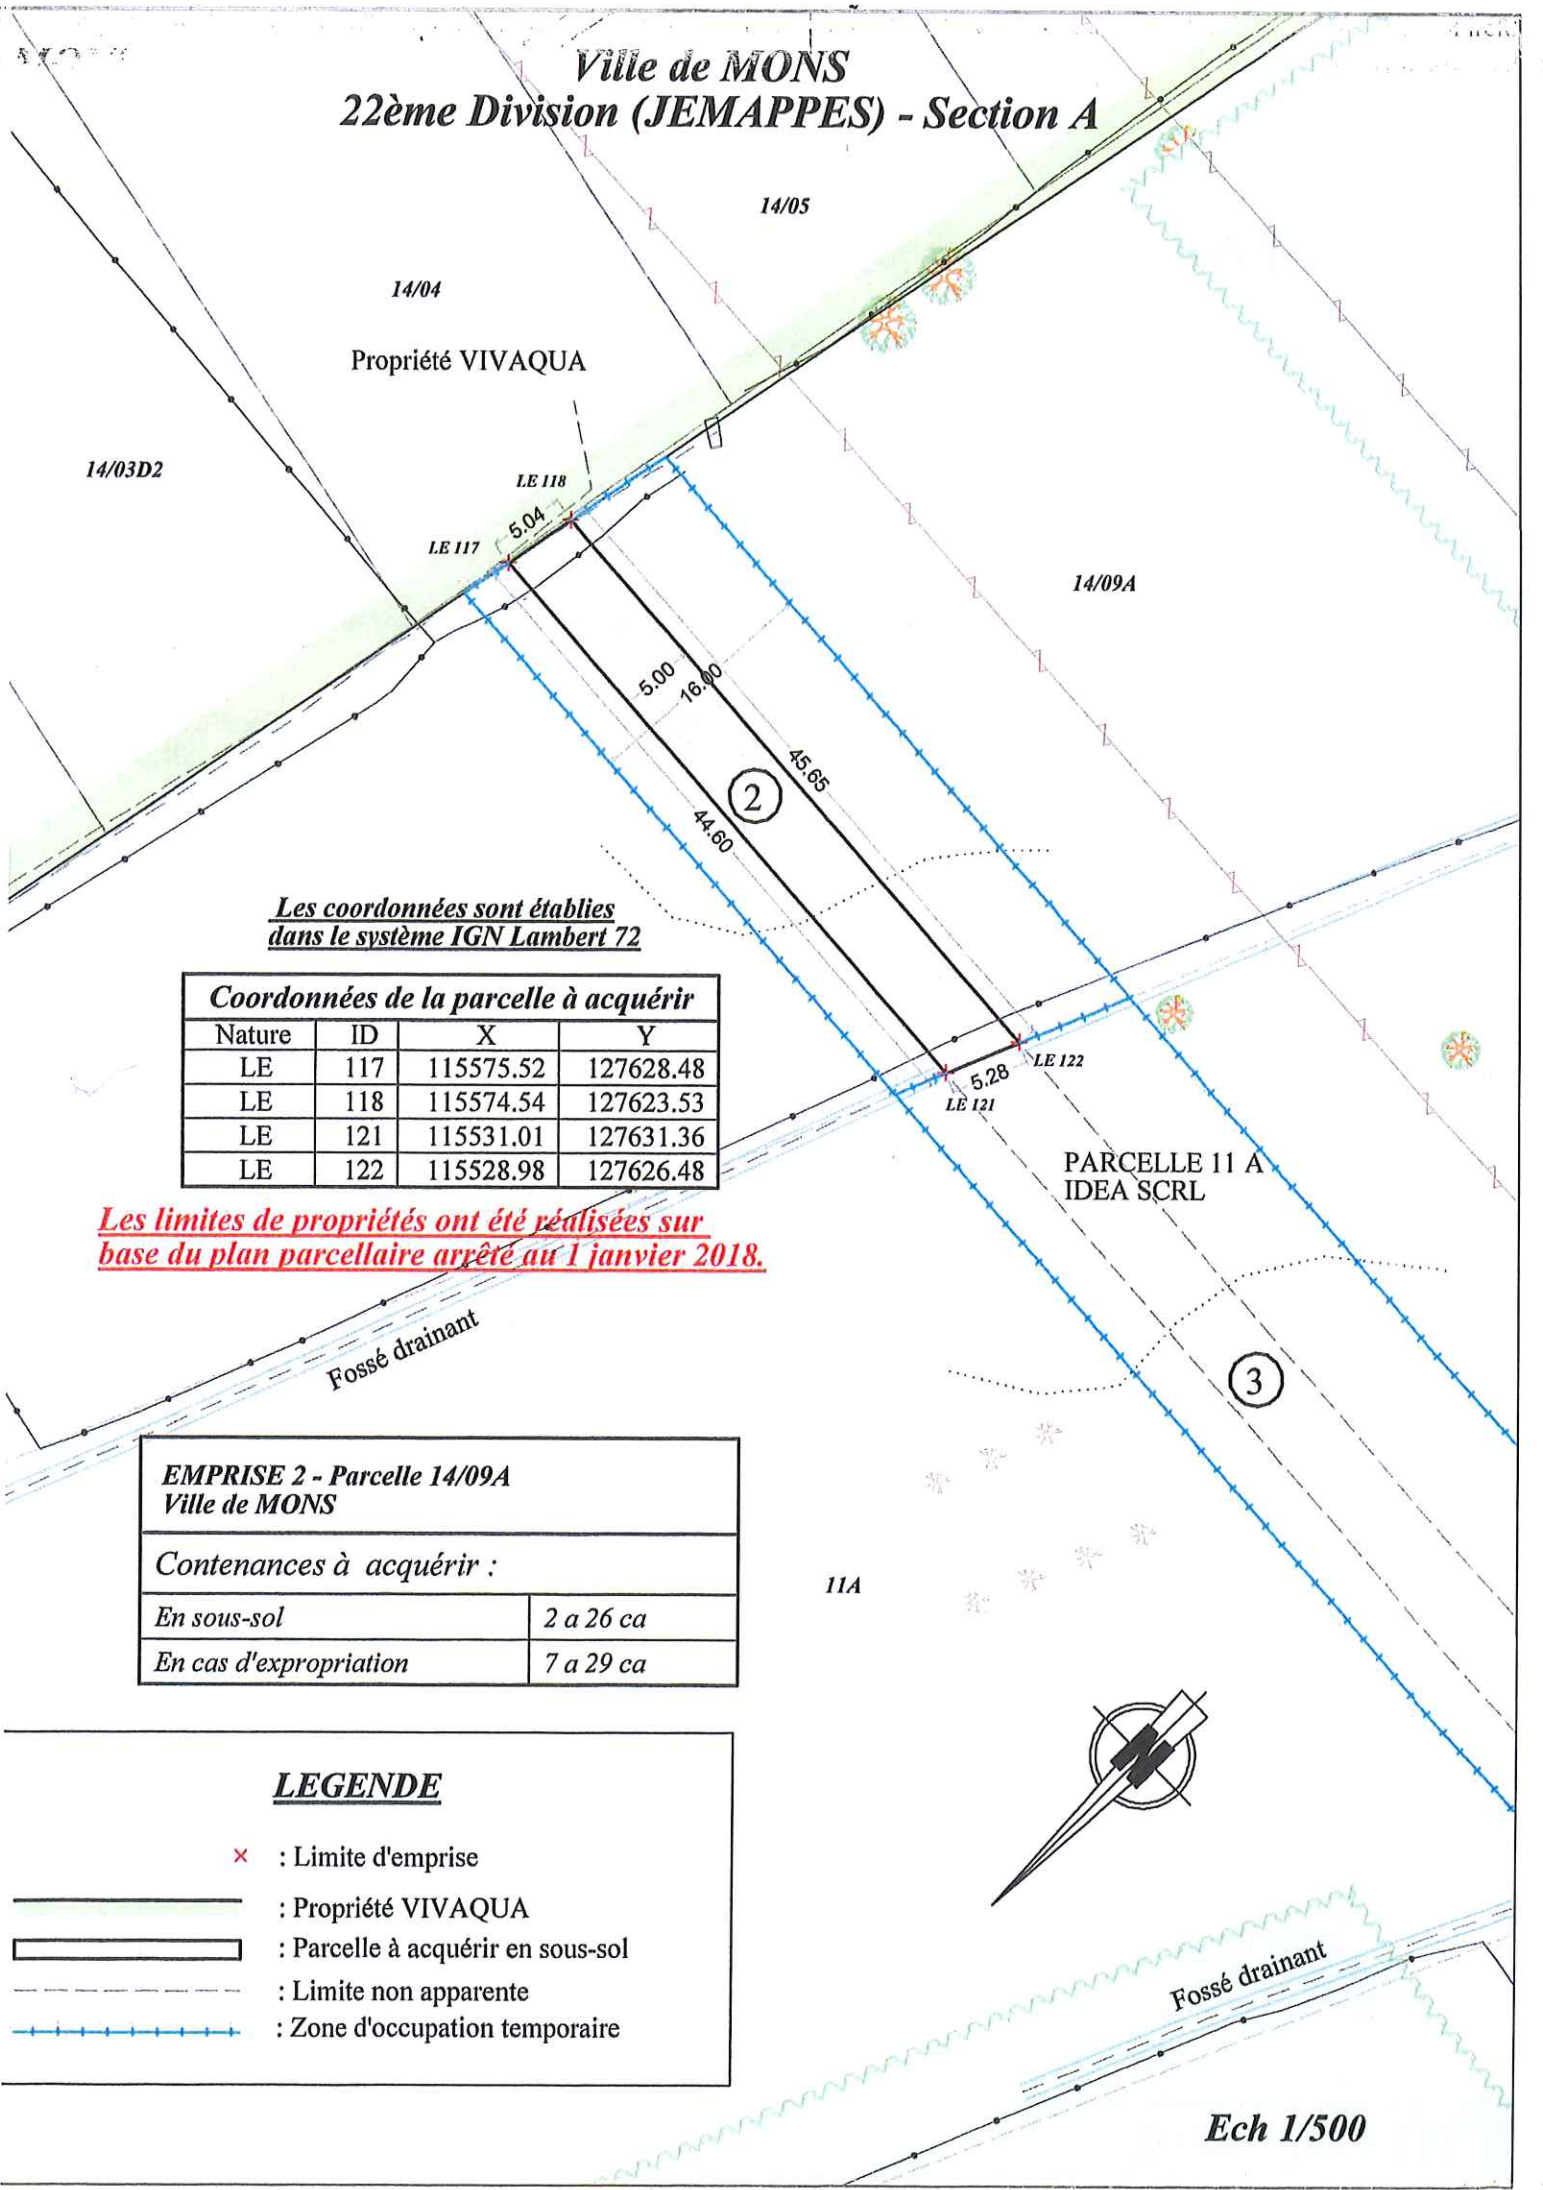 Ville de MONS
22ème Division (JEMAPPES) - Section A
14/05
14/04
Propriété VIVAQUA
14/03D2
LE 118
5.04
LE 117
14/09A
5.00
16.00
45.65
2
44.60
Les coordonnées sont établies
dans le système IGN Lambert 72
Coordonnées de la parcelle à acquérir
Nature ID X Y
LE 117 115575.52 127628.48
LE 118 115574.54 127623.53
LE 121 115531.01 127631.36
LE 122 115528.98 127626.48
LE 122
5.28
LE 121
PARCELLE 11 A
IDEA SCRL
Les limites de propriétés ont été réalisées sur
base du plan parcellaire arrêté au 1 janvier 2018.
Fossé drainant
3
EMPRISE 2 - Parcelle 14/09A
Ville de MONS
Contenances à acquérir :
En sous-sol 2 a 26 ca
En cas d'expropriation 7 a 29 ca
11A
LEGENDE
: Limite d'emprise
: Propriété VIVAQUA
: Parcelle à acquérir en sous-sol
: Limite non apparente
: Zone d'occupation temporaire
N
Fossé drainant
Ech 1/500